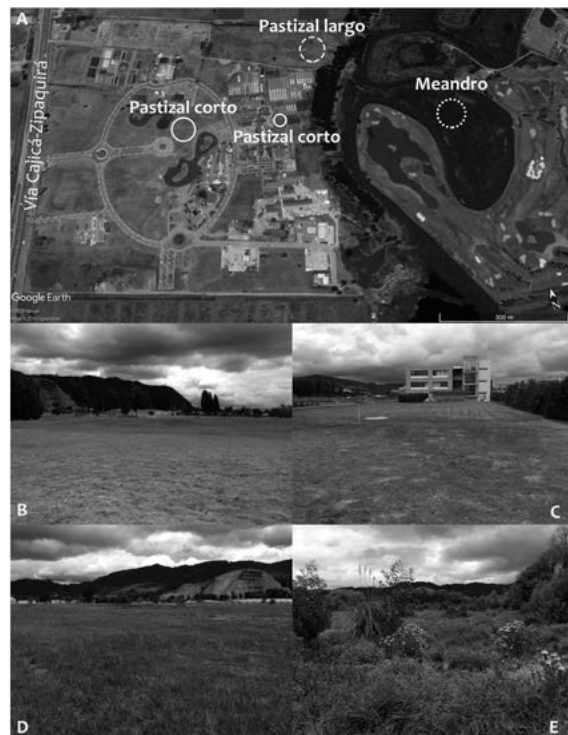 A
Pastizal largo
Meandro
Pastizal corto
Pastizal corto
Vía Cajicá-Zipaquirá
Google Earth
N
300 m
B
C
D
E